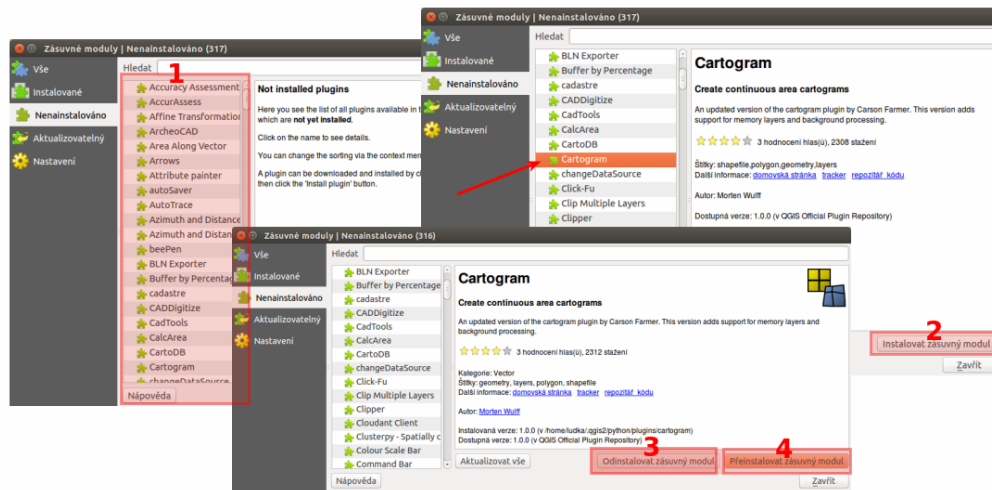 Zásuvné moduly | Nenainstalováno (317)
Vše
Instalované
Nenainstalováno
Aktualizovatelný
Nastavení
Hledat
1
Accuracy Assessment
AccurAssess
Affine Transformation
ArcheoCAD
Area Along Vector
Arrows
Attribute painter
autoSaver
AutoTrace
Azimuth and Distance
Azimuth and Distan
beePen
BLN Exporter
Buffer by Percentag
cadastre
CADDigitize
CadTools
CalcArea
CartoDB
Cartogram
changeDataSource
Nápověda
Not installed plugins
Here you see the list of all plugins available in
which are not yet installed.
Click on the name to see details.
You can change the sorting via the context men
A plugin can be downloaded and installed by cl
then click the 'Install plugin' button.
Zásuvné moduly | Nenainstalováno (317)
Vše
Instalované
Nenainstalováno
Aktualizovatelný
Nastavení
Hledat
BLN Exporter
Buffer by Percentage
cadastre
CADDigitize
CadTools
CalcArea
CartoDB
Cartogram
changeDataSource
Click-Fu
Clip Multiple Layers
Clipper
Cartogram
Create continuous area cartograms
An updated version of the cartogram plugin by Carson Farmer. This version adds
support for memory layers and background processing.
3 hodnocení hlas(ů), 2308 stažení
Štítky: shapefile,polygon,geometry,layers
Další informace: domovská stránka tracker repozitář_kódu
Autor: Morten Wulff
Dostupná verze: 1.0.0 (v QGIS Official Plugin Repository)
2
Instalovat zásuvný modul
Zavřít
Zásuvné moduly | Nenainstalováno (316)
Vše
Instalované
Nenainstalováno
Aktualizovatelný
Nastavení
Hledat
BLN Exporter
Buffer by Percentage
cadastre
CADDigitize
CadTools
CalcArea
CartoDB
changeDataSource
Click-Fu
Clip Multiple Layers
Clipper
Cloudant Client
Clusterpy - Spatially c
Colour Scale Bar
Command Bar
Cartogram
Create continuous area cartograms
An updated version of the cartogram plugin by Carson Farmer. This version adds support for memory layers and
background processing.
3 hodnocení hlas(ů), 2312 stažení
Kategorie: Vector
Štítky: geometry, layers, polygon, shapefile
Další informace: domovská stránka tracker repozitář_kódu
Autor: Morten Wulff
Instalovaná verze: 1.0.0 (v /home/ludka/.qgis2/python/plugins/cartogram)
Dostupná verze: 1.0.0 (v QGIS Official Plugin Repository)
3
4
Aktualizovat vše
Odinstalovat zásuvný modul
Přeinstalovat zásuvný modul
Nápověda
Zavřít